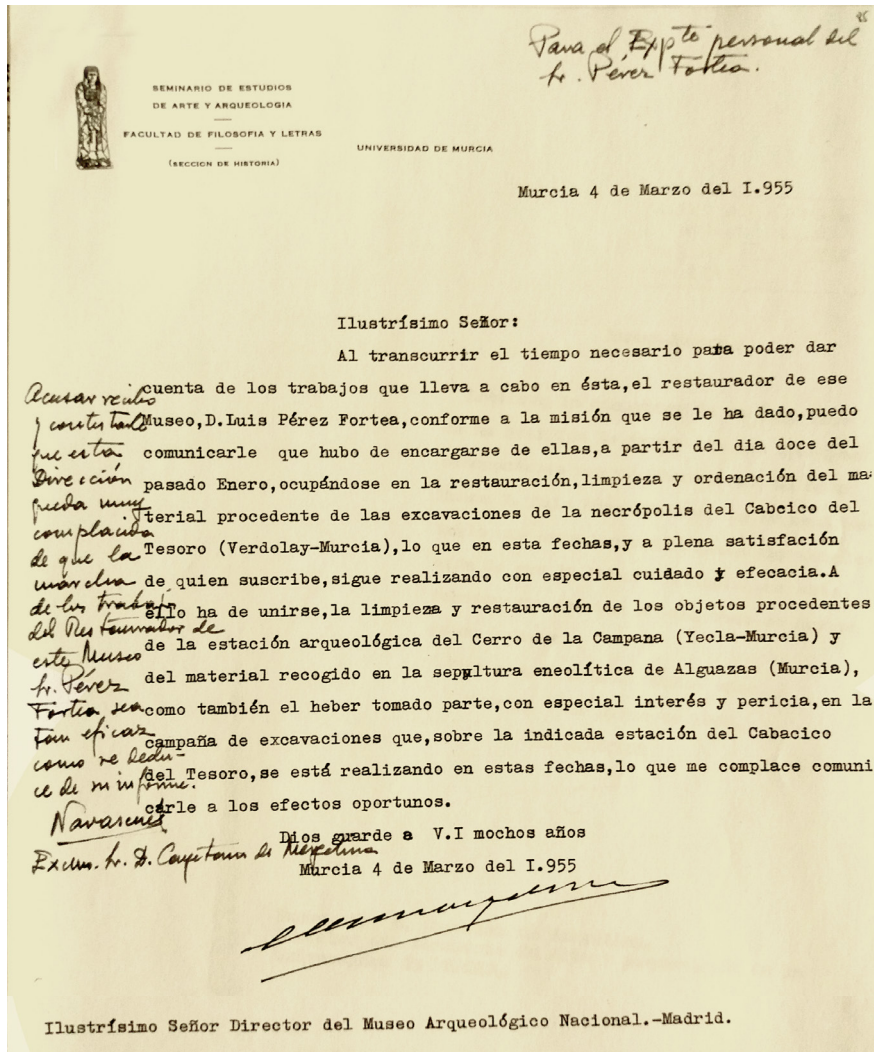 Para el Expte personal del
Sr. Pérez Fortea.
SEMINARIO DE ESTUDIOS
DE ARTE Y ARQUEOLOGIA
FACULTAD DE FILOSOFIA Y LETRAS
(SECCION DE HISTORIA)
UNIVERSIDAD DE MURCIA
Murcia 4 de Marzo del I.955
Ilustrísimo Señor:
Al transcurrir el tiempo necesario para poder dar
cuenta de los trabajos que lleva a cabo en ésta,el restaurador de ese
Museo,D.Luis Pérez Fortea,conforme a la misión que se le ha dado,puedo
comunicarle que hubo de encargarse de ellas,a partir del dia doce del
pasado Enero,ocupándose en la restauración,limpieza y ordenación del ma-
terial procedente de las excavaciones de la necrópolis del Cabcico del
Tesoro (Verdolay-Murcia),lo que en esta fechas,y a plena satisfación
de quien suscribe,sigue realizando con especial cuidado y efecacia.A
ello ha de unirse,la limpieza y restauración de los objetos procedentes
de la estación arqueológica del Cerro de la Campana (Yecla-Murcia) y
del material recogido en la sepultura eneolítica de Alguazas (Murcia),
como también el heber tomado parte,con especial interés y pericia,en la
campaña de excavaciones que,sobre la indicada estación del Cabacico
del Tesoro,se está realizando en estas fechas,lo que me complace comuni
cárle a los efectos oportunos.
Dios guarde a V.I mochos años
Murcia 4 de Marzo del I.955
Acusar recibo
y contestarle
que esta
Dirección
queda muy
complacida
de que la
marcha
de los trabajos
del Restaurador de
este Museo
Sr. Pérez
Fortea sea
tan eficaz
como se dedu-
ce de su informe.
Navascués
Excmo. Sr. D. Cayetano de Mergelina
Ilustrísimo Señor Director del Museo Arqueológico Nacional.-Madrid.